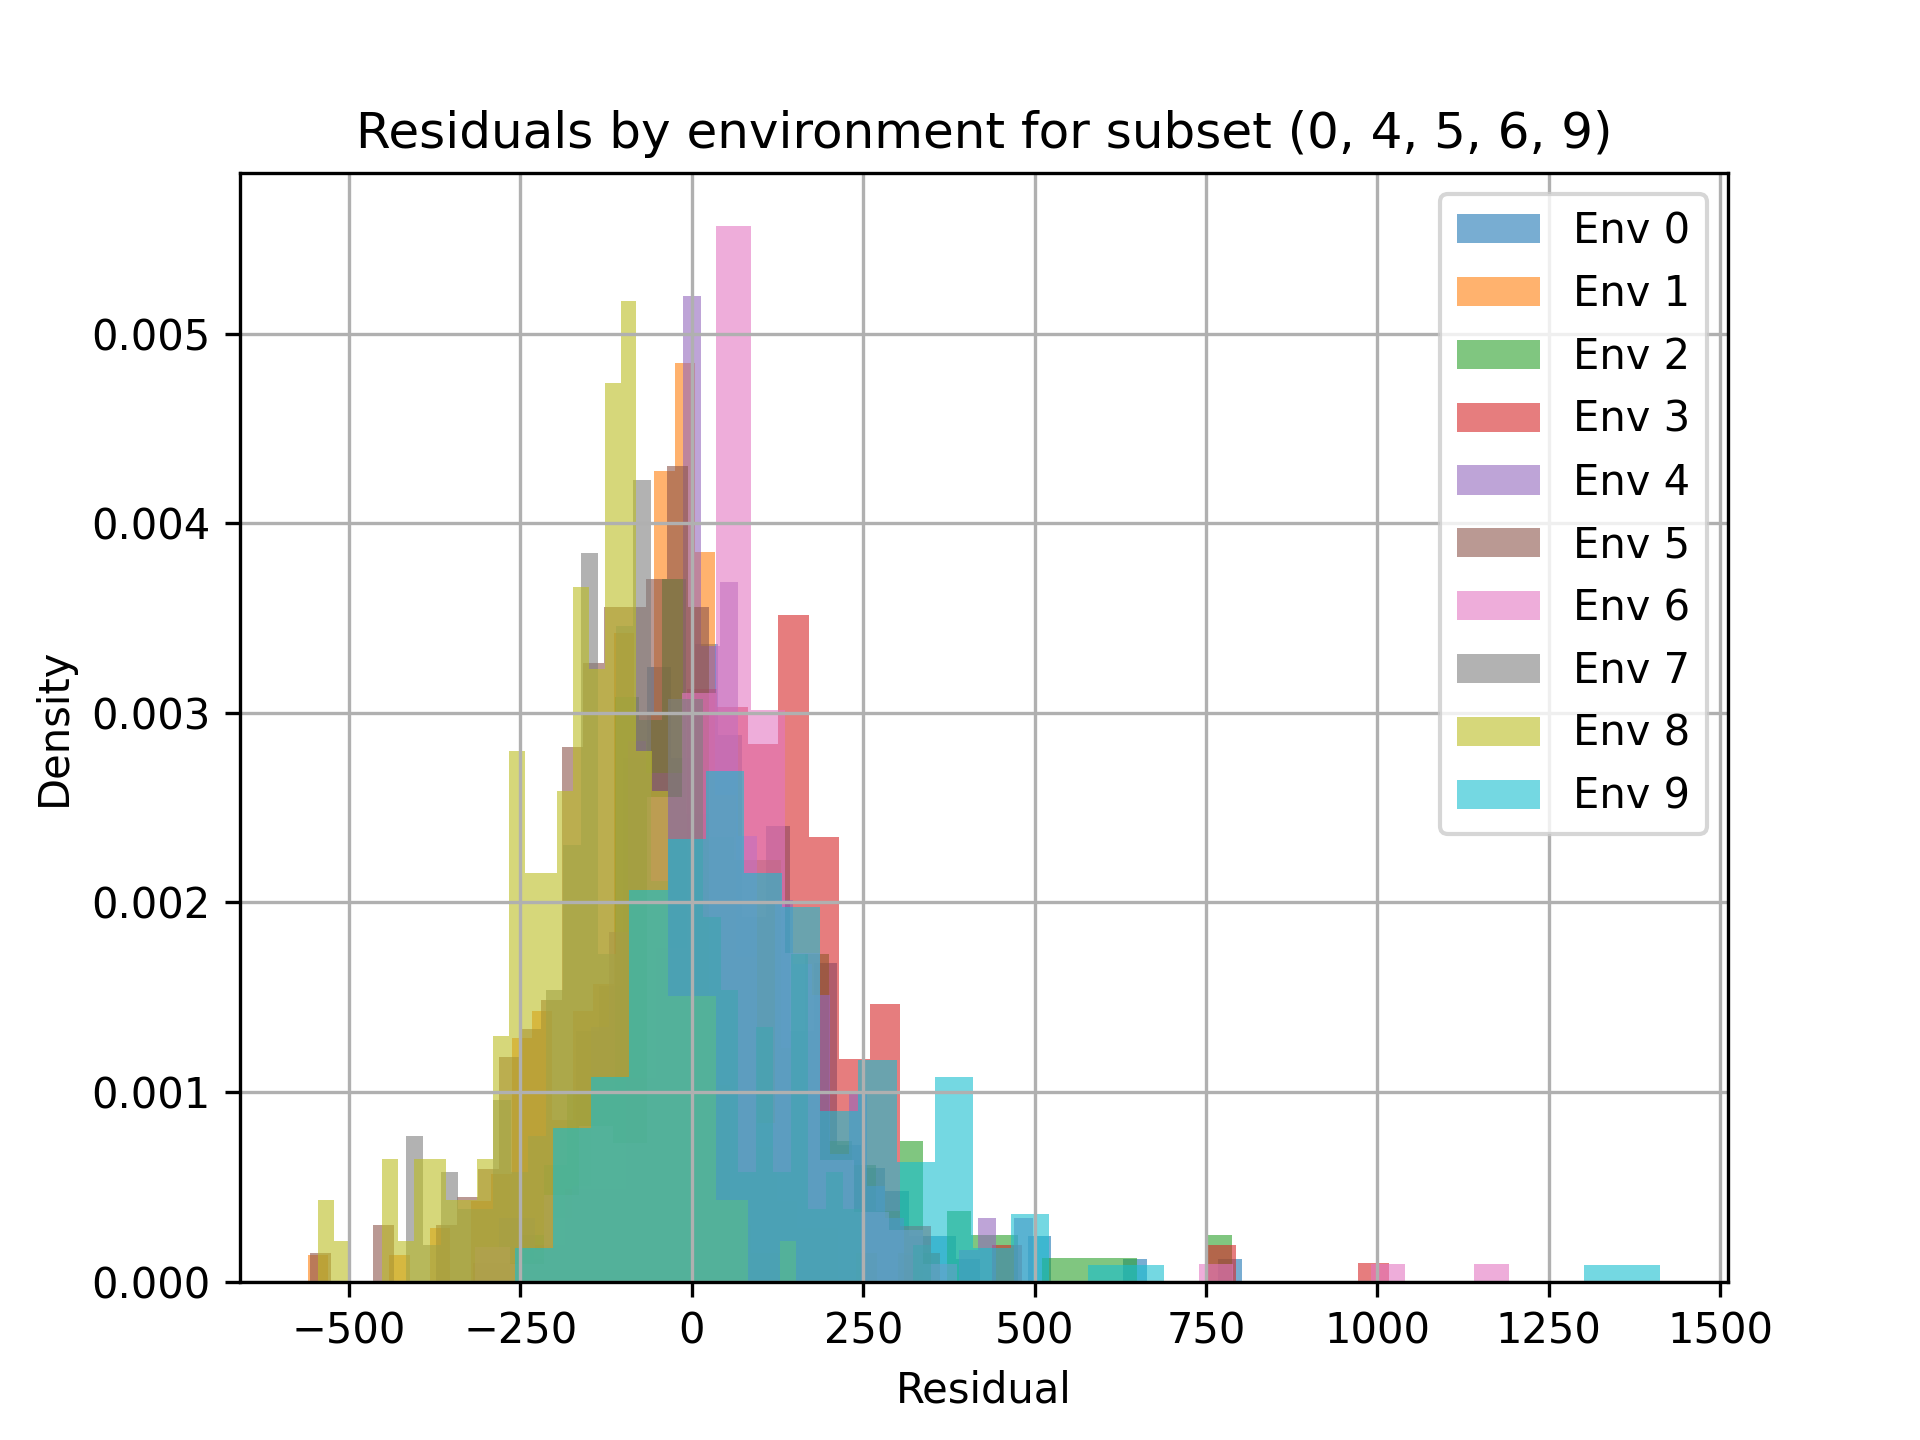 Residuals by environment for subset (0, 4, 5, 6, 9)
Env 0
Env 1
Env 2
Env 3
Env 4
Env 5
Env 6
Env 7
Env 8
Env 9
Density
0.005
0.004
0.003
0.002
0.001
0.000
−500 −250 0 250 500 750 1000 1250 1500
Residual